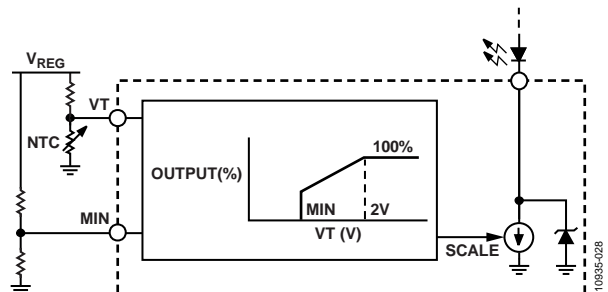 VREG
VT
NTC
OUTPUT(%)
100%
MIN
2V
VT (V)
MIN
SCALE
10935-028